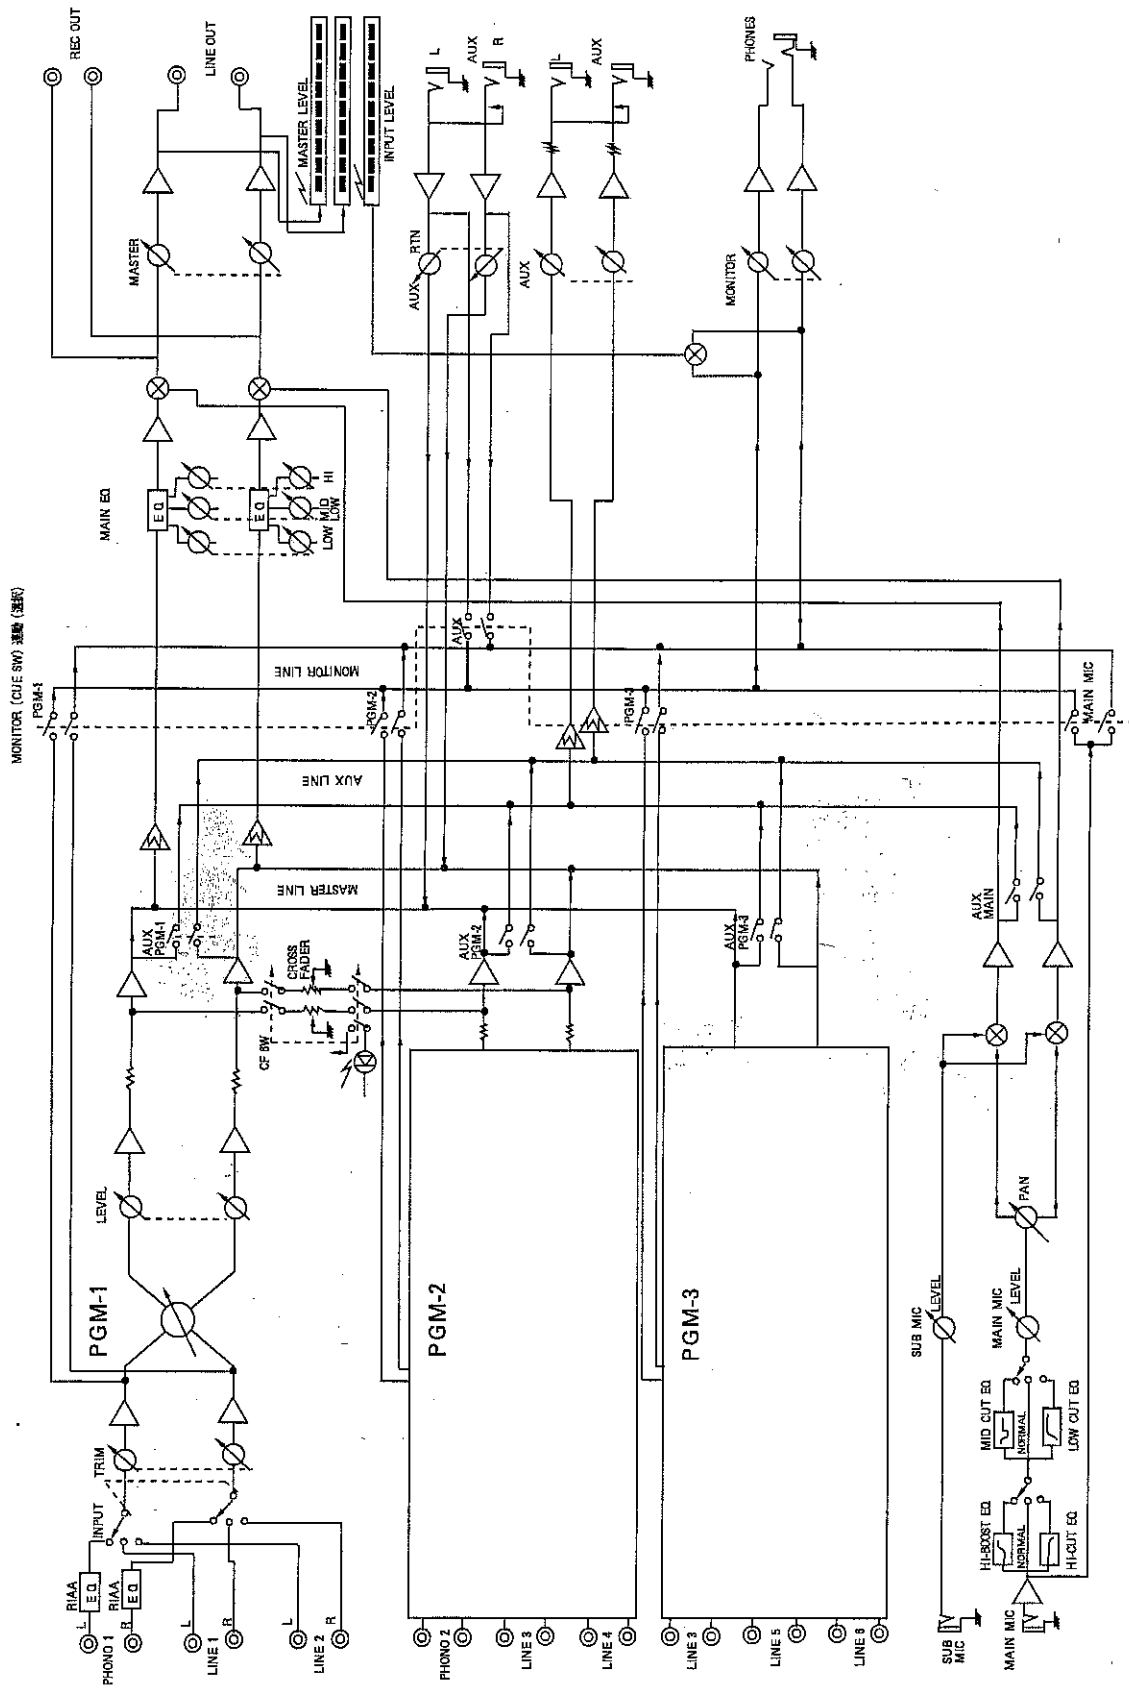 MONITOR (CUE SW) 連動 (選択)
REC OUT
LINE OUT
MASTER LEVEL
INPUT LEVEL
L
AUX
R
L
AUX
R
PHONES
MASTER
AUX
RTN
AUX
MONITOR
MAIN EQ
EQ
EQ
LOW
MID
LOW
HI
PGM-1
PGM-2
AUX
PGM-3
MAIN MIC
MONITOR LINE
AUX LINE
MASTER LINE
AUX
PGM-1
AUX
PGM-2
AUX
PGM-3
AUX
MAIN
CROSS
FADER
CF SW
LEVEL
PGM-1
PGM-2
PGM-3
TRIM
INPUT
RIAA
EQ
RIAA
EQ
PHONO 1
L
R
LINE 1
L
R
LINE 2
L
R
PHONO 2
LINE 3
LINE 4
LINE 3
LINE 5
LINE 6
PAN
SUB MIC
LEVEL
MAIN MIC
LEVEL
MID CUT EQ
NORMAL
LOW CUT EQ
HI-BOOST EQ
NORMAL
HI-CUT EQ
SUB
MIC
MAIN MIC